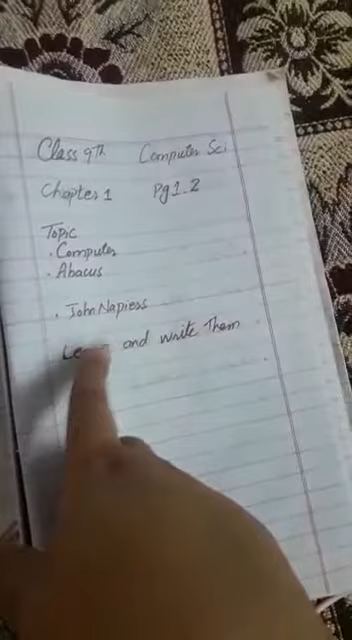 Class 9th Computer Sci
Chapter 1 Pg 1.2
Topic
. Computer
. Abacus
. John Napiers
and write Them